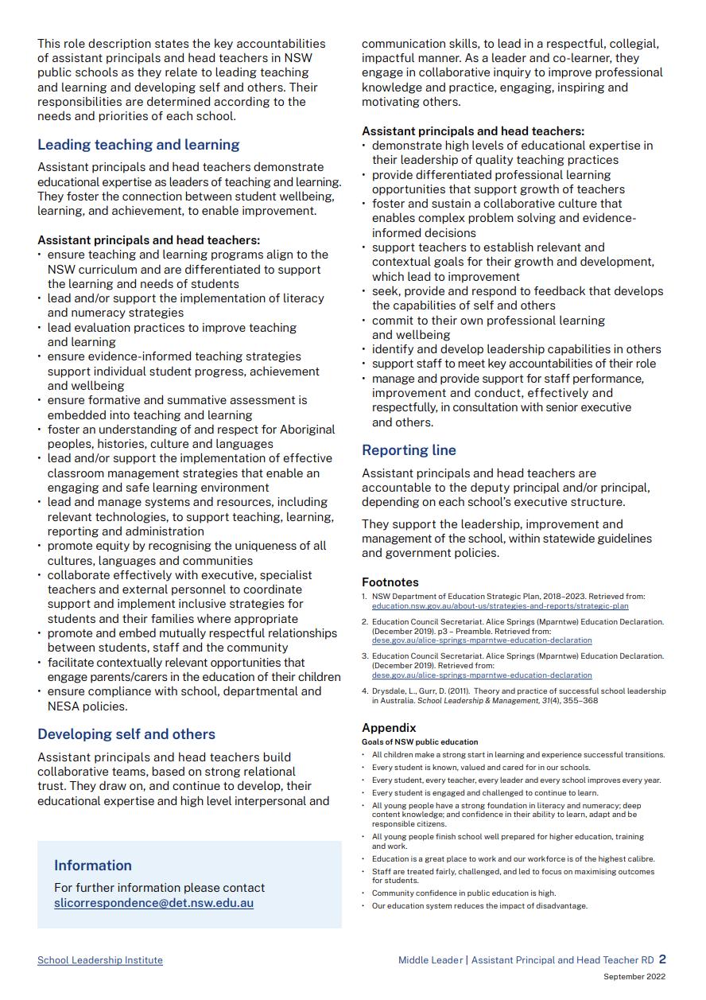 This role description states the key accountabilities
of assistant principals and head teachers in NSW
public schools as they relate to leading teaching
and learning and developing self and others. Their
responsibilities are determined according to the
needs and priorities of each school.
Leading teaching and learning
Assistant principals and head teachers demonstrate
educational expertise as leaders of teaching and learning.
They foster the connection between student wellbeing,
learning, and achievement, to enable improvement.
Assistant principals and head teachers:
• ensure teaching and learning programs align to the
NSW curriculum and are differentiated to support
the learning and needs of students
• lead and/or support the implementation of literacy
and numeracy strategies
• lead evaluation practices to improve teaching
and learning
• ensure evidence-informed teaching strategies
support individual student progress, achievement
and wellbeing
• ensure formative and summative assessment is
embedded into teaching and learning
• foster an understanding of and respect for Aboriginal
peoples, histories, culture and languages
• lead and/or support the implementation of effective
classroom management strategies that enable an
engaging and safe learning environment
• lead and manage systems and resources, including
relevant technologies, to support teaching, learning,
reporting and administration
• promote equity by recognising the uniqueness of all
cultures, languages and communities
• collaborate effectively with executive, specialist
teachers and external personnel to coordinate
support and implement inclusive strategies for
students and their families where appropriate
• promote and embed mutually respectful relationships
between students, staff and the community
• facilitate contextually relevant opportunities that
engage parents/carers in the education of their children
• ensure compliance with school, departmental and
NESA policies.
Developing self and others
Assistant principals and head teachers build
collaborative teams, based on strong relational
trust. They draw on, and continue to develop, their
educational expertise and high level interpersonal and
communication skills, to lead in a respectful, collegial,
impactful manner. As a leader and co-learner, they
engage in collaborative inquiry to improve professional
knowledge and practice, engaging, inspiring and
motivating others.
Assistant principals and head teachers:
• demonstrate high levels of educational expertise in
their leadership of quality teaching practices
• provide differentiated professional learning
opportunities that support growth of teachers
• foster and sustain a collaborative culture that
enables complex problem solving and evidence-
informed decisions
• support teachers to establish relevant and
contextual goals for their growth and development,
which lead to improvement
• seek, provide and respond to feedback that develops
the capabilities of self and others
• commit to their own professional learning
and wellbeing
• identify and develop leadership capabilities in others
• support staff to meet key accountabilities of their role
• manage and provide support for staff performance,
improvement and conduct, effectively and
respectfully, in consultation with senior executive
and others.
Reporting line
Assistant principals and head teachers are
accountable to the deputy principal and/or principal,
depending on each school's executive structure.
They support the leadership, improvement and
management of the school, within statewide guidelines
and government policies.
Footnotes
1. NSW Department of Education Strategic Plan, 2018–2023. Retrieved from:
education.nsw.gov.au/about-us/strategies-and-reports/strategic-plan
2. Education Council Secretariat. Alice Springs (Mparntwe) Education Declaration.
(December 2019). p3 – Preamble. Retrieved from:
dese.gov.au/alice-springs-mparntwe-education-declaration
3. Education Council Secretariat. Alice Springs (Mparntwe) Education Declaration.
(December 2019). Retrieved from:
dese.gov.au/alice-springs-mparntwe-education-declaration
4. Drysdale, L., Gurr, D. (2011). Theory and practice of successful school leadership
in Australia. School Leadership & Management, 31(4), 355–368
Appendix
Goals of NSW public education
• All children make a strong start in learning and experience successful transitions.
• Every student is known, valued and cared for in our schools.
• Every student, every teacher, every leader and every school improves every year.
• Every student is engaged and challenged to continue to learn.
• All young people have a strong foundation in literacy and numeracy; deep
content knowledge; and confidence in their ability to learn, adapt and be
responsible citizens.
• All young people finish school well prepared for higher education, training
and work.
• Education is a great place to work and our workforce is of the highest calibre.
• Staff are treated fairly, challenged, and led to focus on maximising outcomes
for students.
• Community confidence in public education is high.
• Our education system reduces the impact of disadvantage.
Information
For further information please contact
slicorrespondence@det.nsw.edu.au
School Leadership Institute
Middle Leader | Assistant Principal and Head Teacher RD 2
September 2022